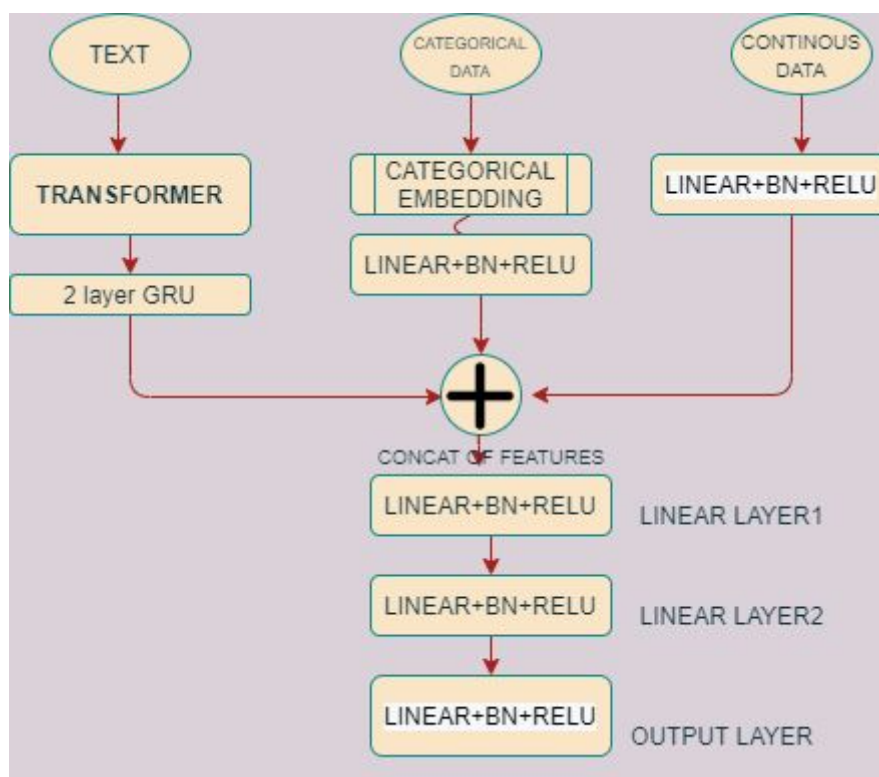 TEXT
CATEGORICAL
DATA
CONTINOUS
DATA
TRANSFORMER
CATEGORICAL
EMBEDDING
LINEAR+BN+RELU
LINEAR+BN+RELU
2 layer GRU
CONCAT OF FEATURES
LINEAR+BN+RELU
LINEAR LAYER1
LINEAR+BN+RELU
LINEAR LAYER2
LINEAR+BN+RELU
OUTPUT LAYER